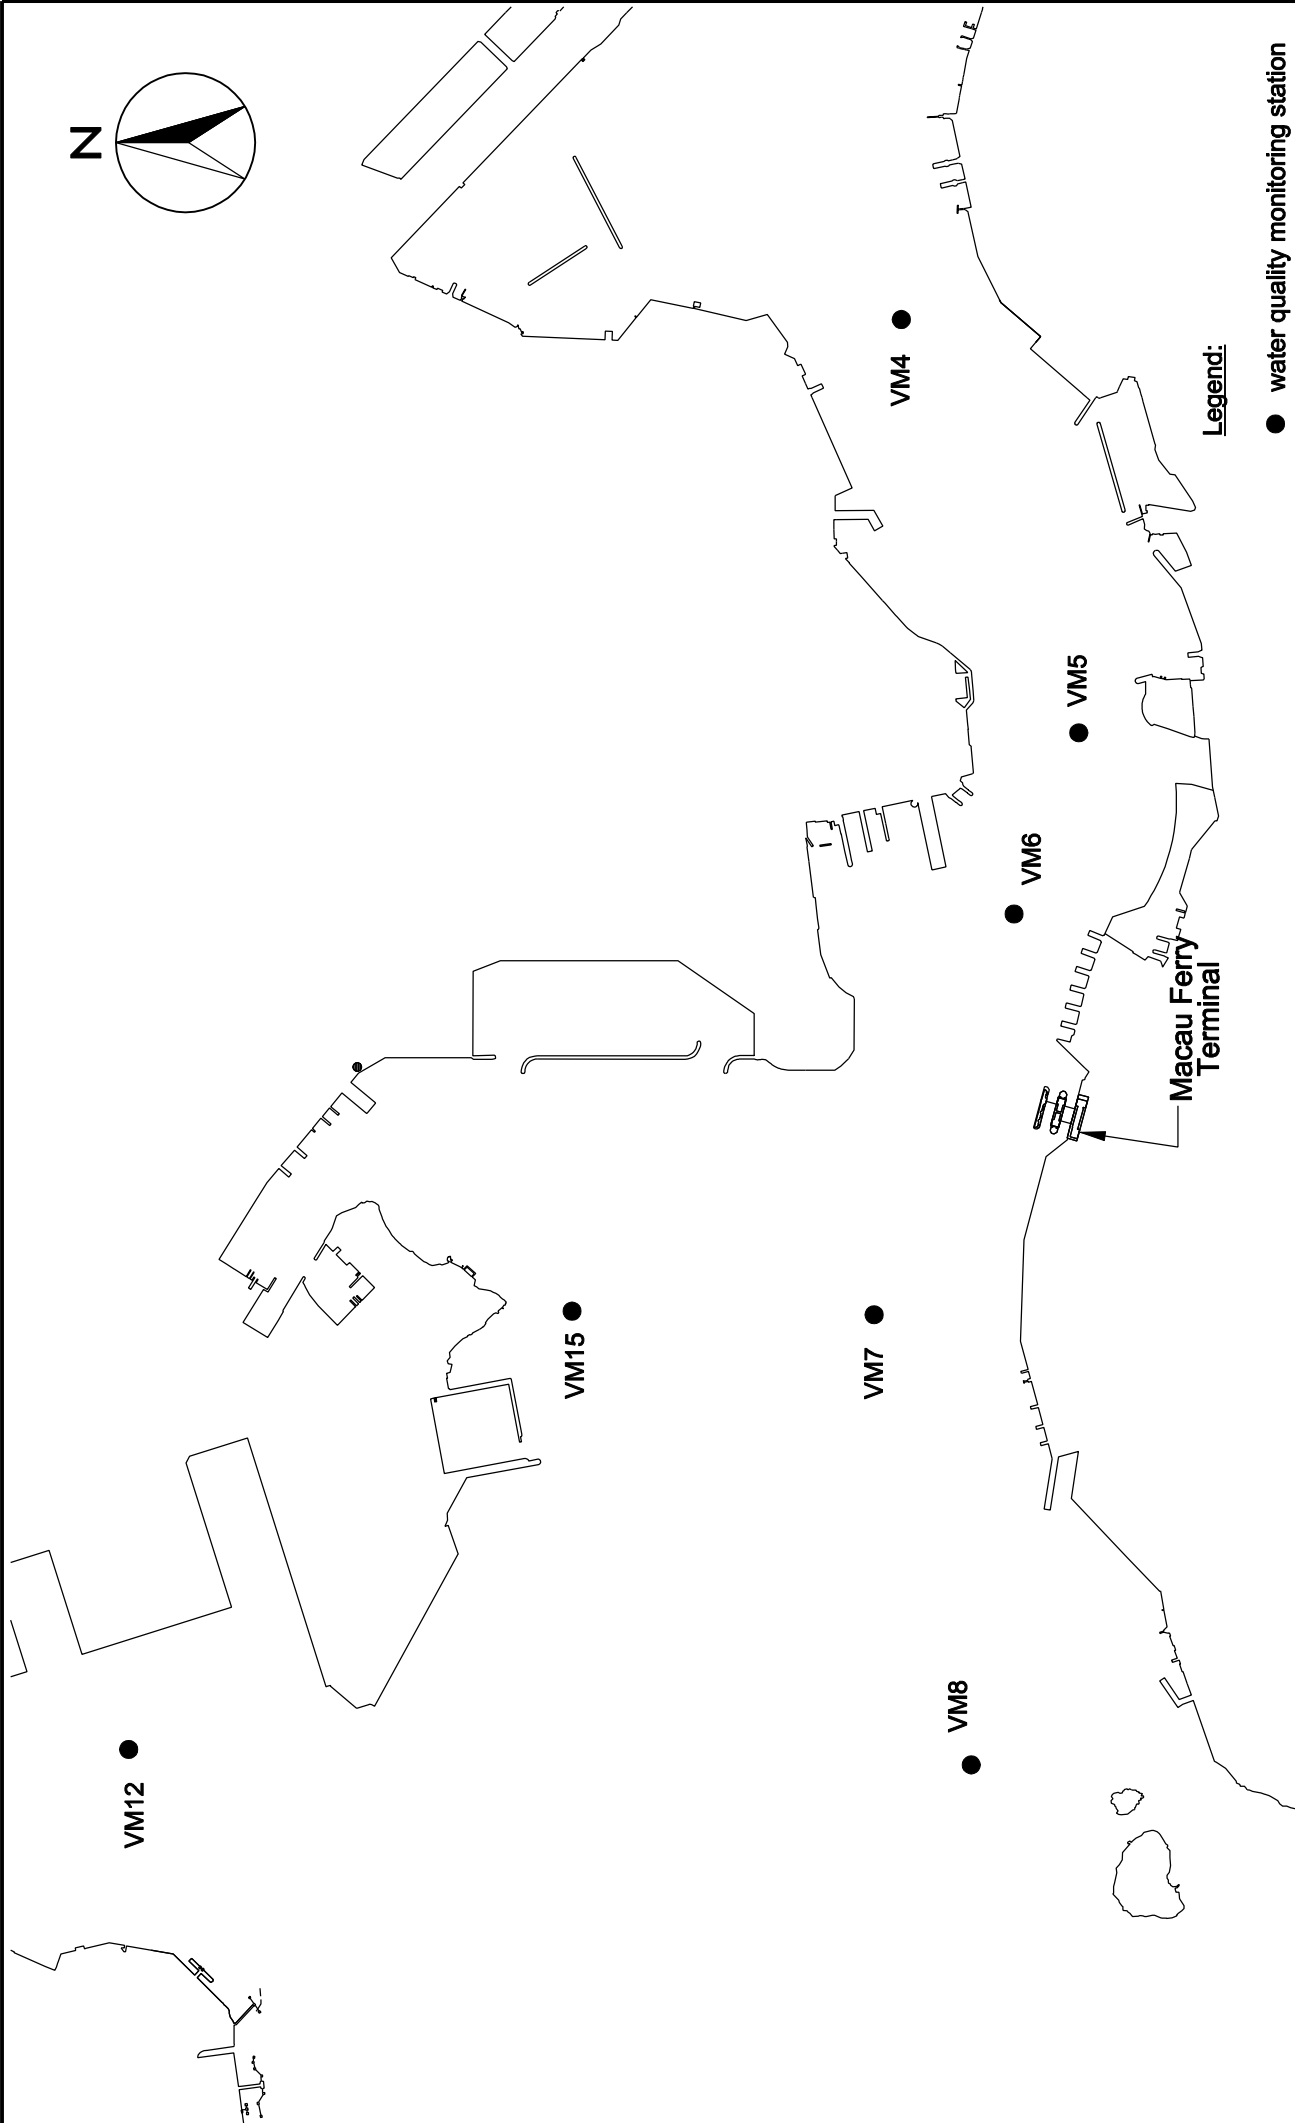 N
VM4
VM5
VM6
VM7
VM8
VM12
VM15
Macau Ferry
Terminal
Legend:
water quality monitoring station